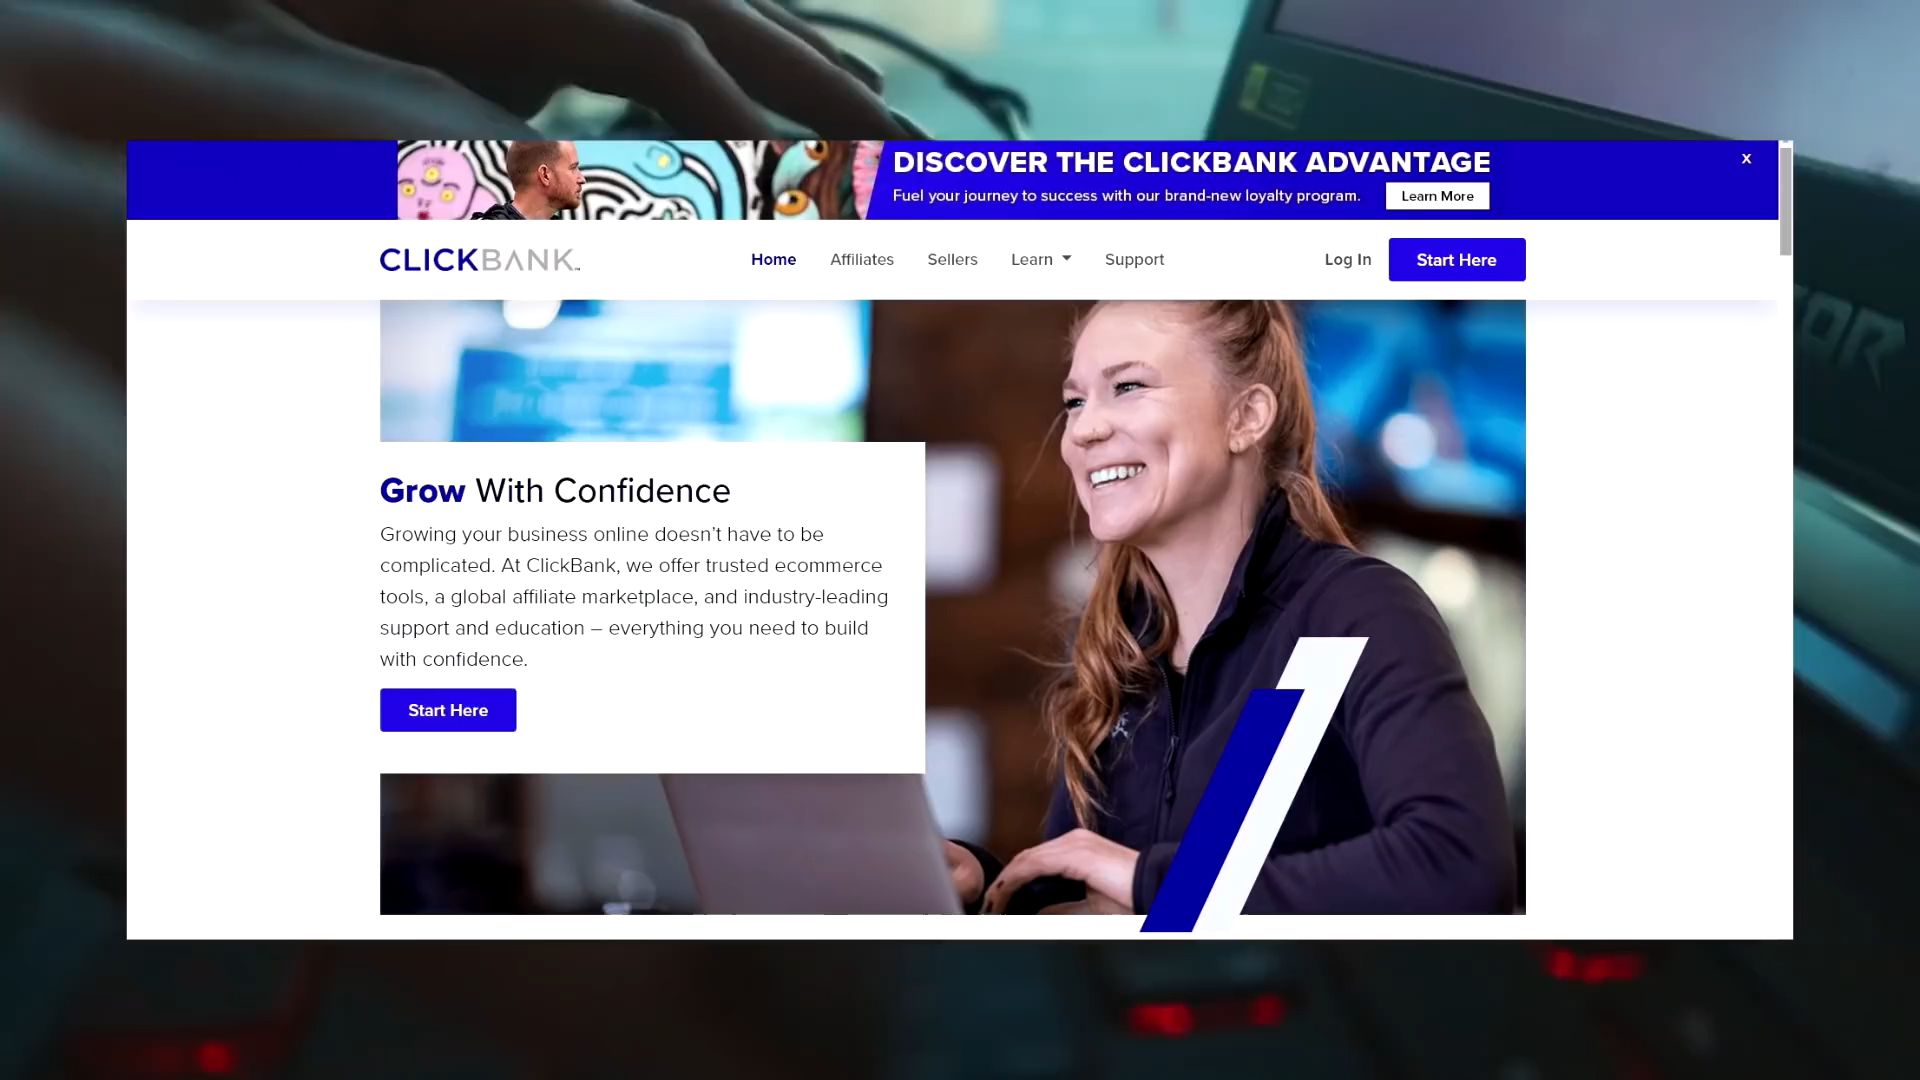 DISCOVER THE CLICKBANK ADVANTAGE
X
Fuel your journey to success with our brand-new loyalty program.
Learn More
CLICKBANK
Home
Affiliates
Sellers
Learn
Support
Log In
Start Here
Grow With Confidence
Growing your business online doesn’t have to be
complicated. At ClickBank, we offer trusted ecommerce
tools, a global affiliate marketplace, and industry-leading
support and education – everything you need to build
with confidence.
Start Here